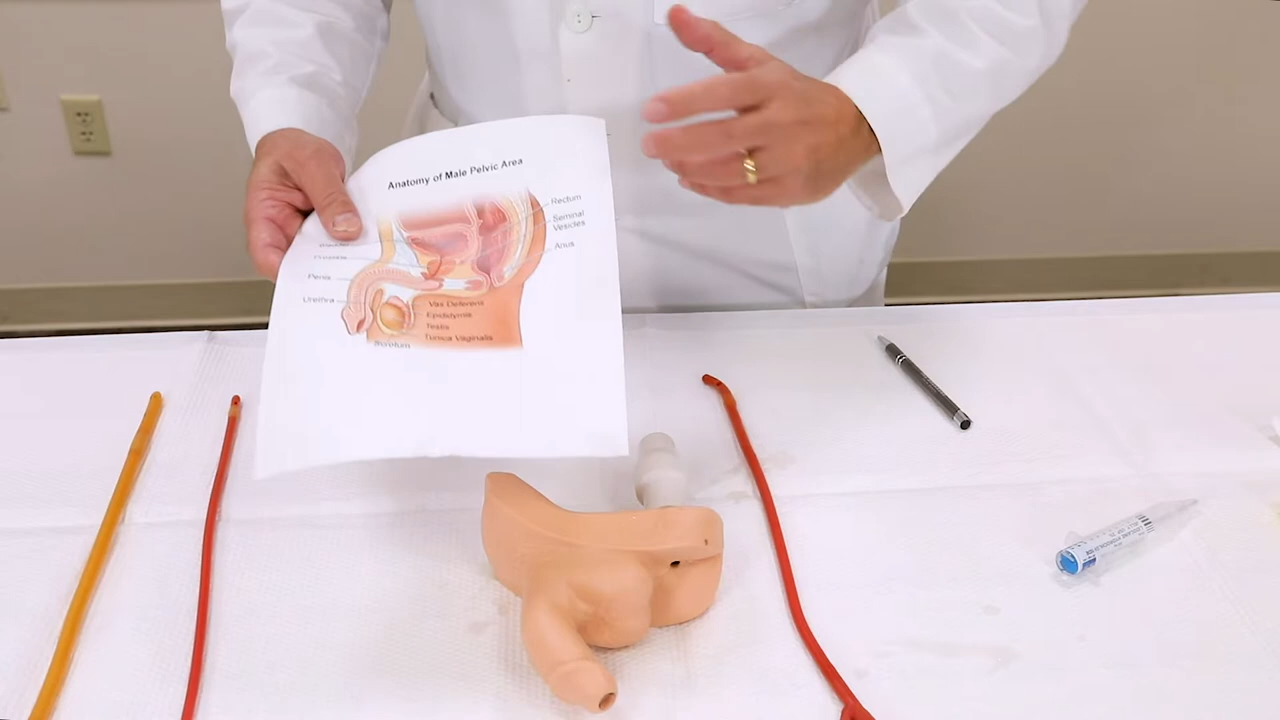 Anatomy of Male Pelvic Area
Rectum
Seminal
Vesicles
Anus
Penis
Urethra
Vas Deferens
Epididymis
Testis
Tunica Vaginalis
Scrotum